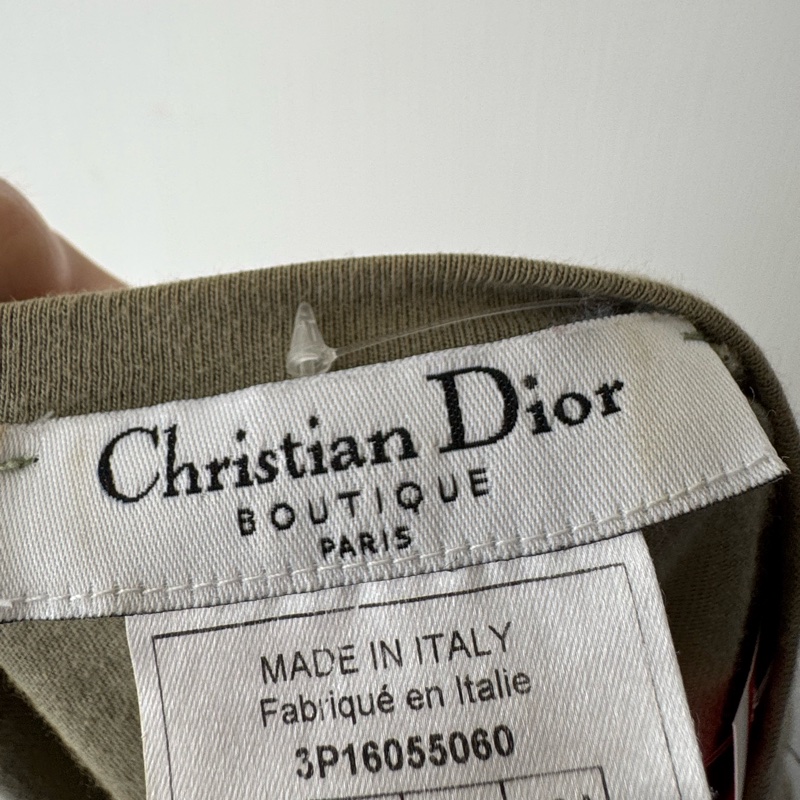 Christian Dior
BOUTIQUE
PARIS
MADE IN ITALY
Fabriqué en Italie
3P16055060